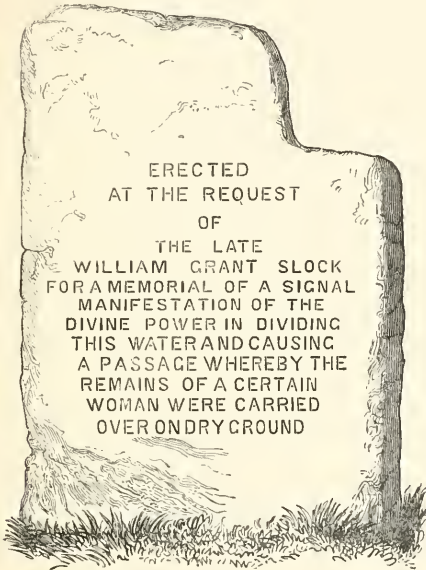 ERECTED
AT THE REQUEST
OF
THE LATE
WILLIAM GRANT SLOCK
FOR A MEMORIAL OF A SIGNAL
MANIFESTATION OF THE
DIVINE POWER IN DIVIDING
THIS WATER AND CAUSING
A PASSAGE WHEREBY THE
REMAINS OF A CERTAIN
WOMAN WERE CARRIED
OVER ON DRY GROUND